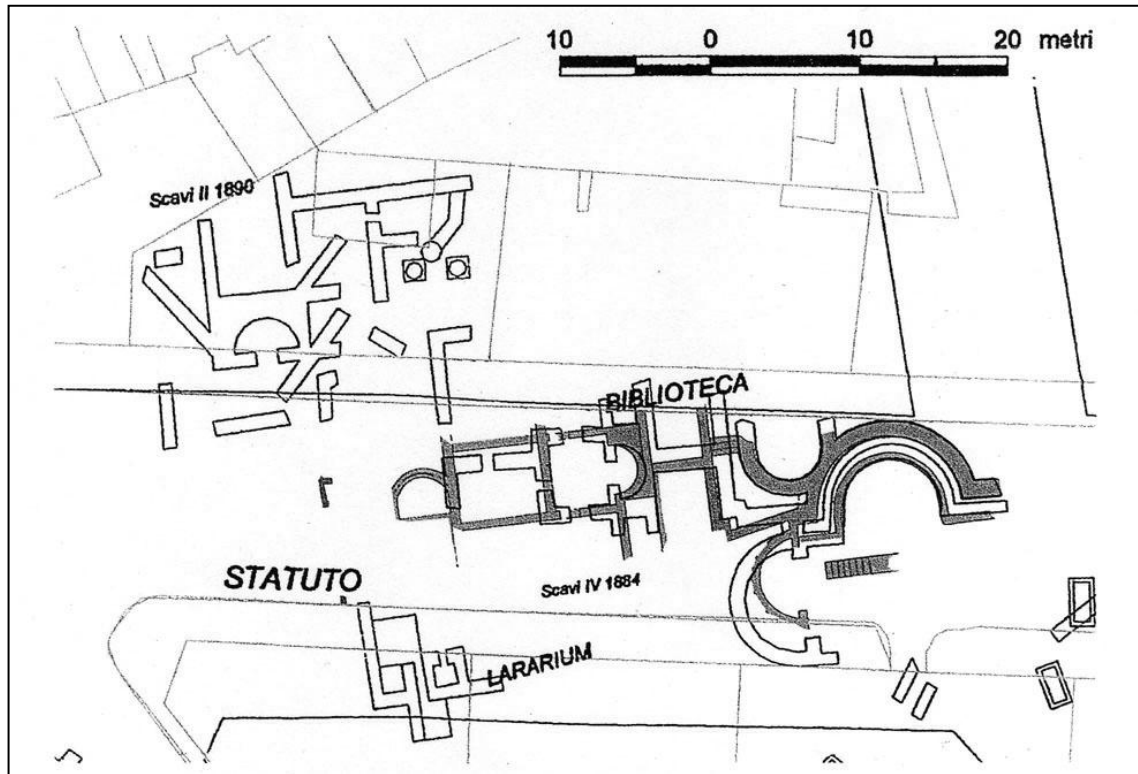 10 0 10 20 metri
Scavi II 1890
BIBLIOTECA
STATUTO
Scavi IV 1884
LARARIUM